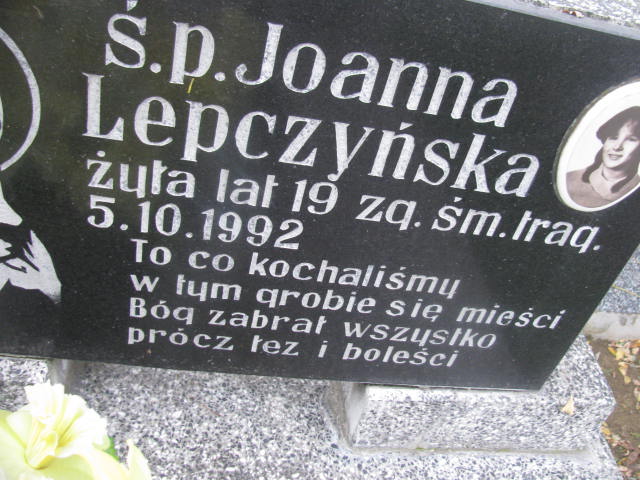 Ś.p. Joanna
Lepczyńska
żyła lat 19 zg. śm. trag.
5.10.1992
To co kochaliśmy
w tym grobie się mieści
Bóg zabrał wszystko
prócz łez i boleści